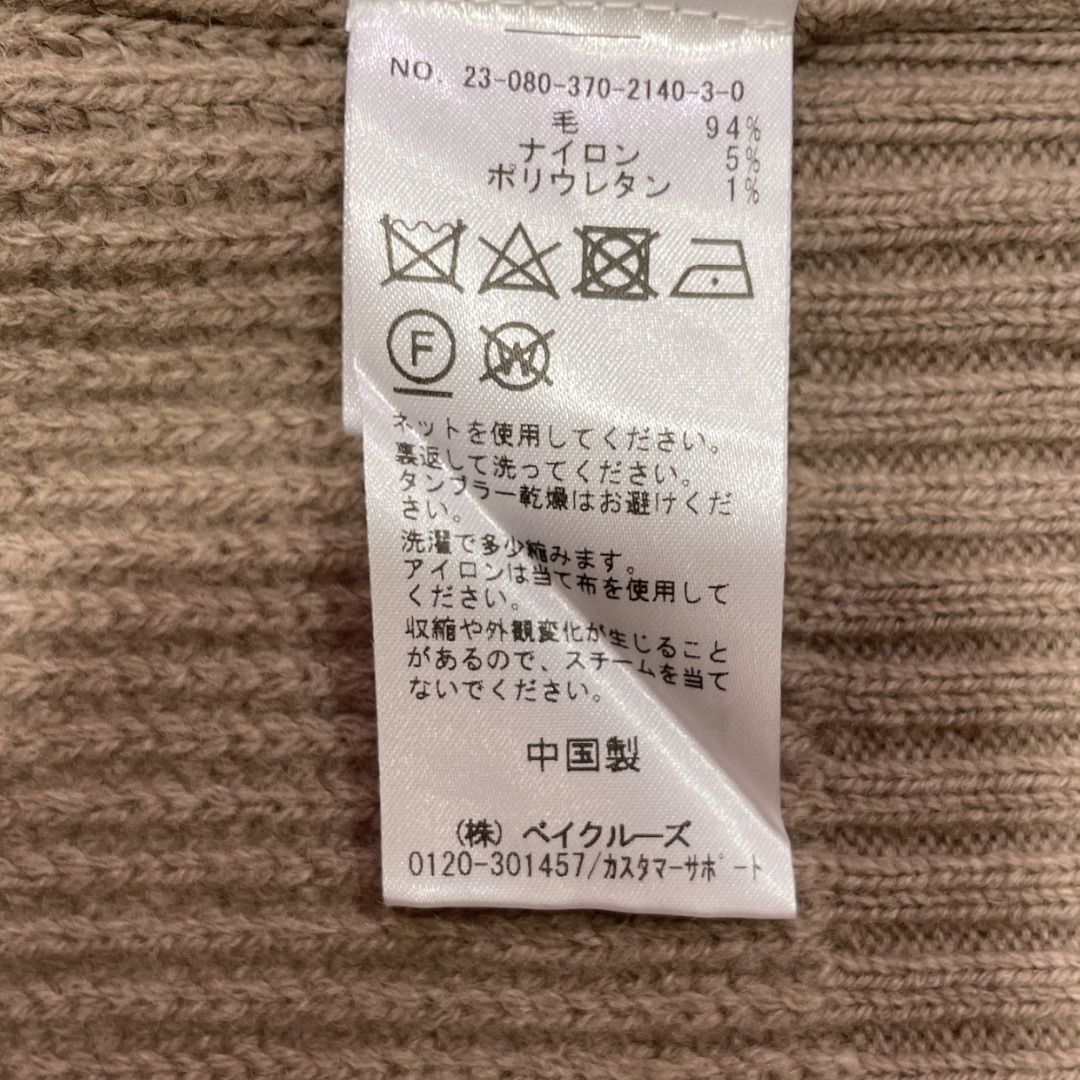 NO. 23-080-370-2140-3-0
毛 94%
ナイロン 5%
ポリウレタン 1%
F
W
ネットを使用してください。
裏返して洗ってください。
タンブラー乾燥はお避けくだ
さい。
洗濯で多少縮みます。
アイロンは当て布を使用して
ください。
収縮や外観変化が生じること
があるので、スチームを当て
ないでください。
中国製
(株) ベイクルーズ
0120-301457/カスタマーサポート